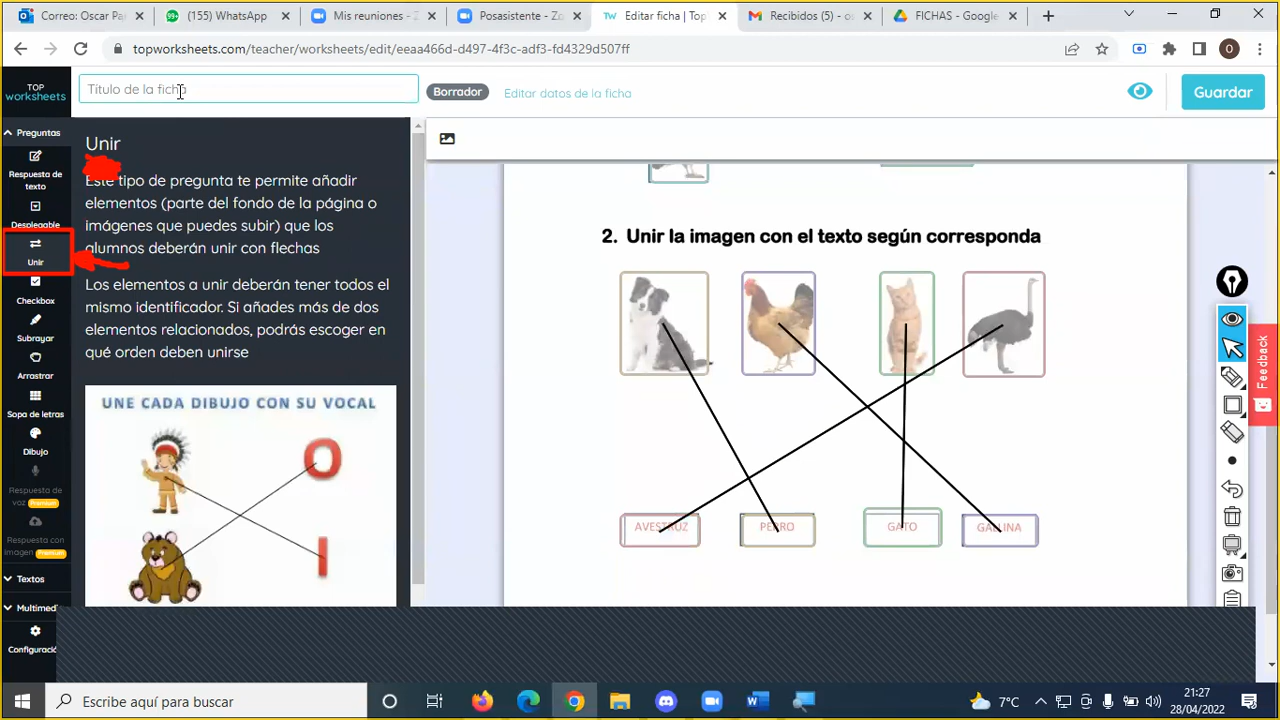 Correo: Oscar Pa
(155) WhatsApp
Mis reuniones - Z
Posasistente - Zo
TW Editar ficha | Top
Recibidos (5) - o
FICHAS - Google
topworksheets.com/teacher/worksheets/edit/eeaa466d-d497-4f3c-adf3-fd4329d507ff
O
TOP
worksheets
Título de la ficha
Borrador
Editar datos de la ficha
Guardar
Preguntas
Respuesta de
texto
Desplegable
Unir
Checkbox
Subrayar
Arrastrar
Sopa de letras
Dibujo
Respuesta de
voz Premium
Respuesta con
imagen Premium
Textos
Multimed
Configuració
Unir
Este tipo de pregunta te permite añadir
elementos (parte del fondo de la página o
imágenes que puedes subir) que los
alumnos deberán unir con flechas
Los elementos a unir deberán tener todos el
mismo identificador. Si añades más de dos
elementos relacionados, podrás escoger en
qué orden deben unirse
UNE CADA DIBUJO CON SU VOCAL
O
I
2. Unir la imagen con el texto según corresponda
AVESTRUZ
PERRO
GATO
GALLINA
Feedback
Escribe aquí para buscar
7°C
21:27
28/04/2022